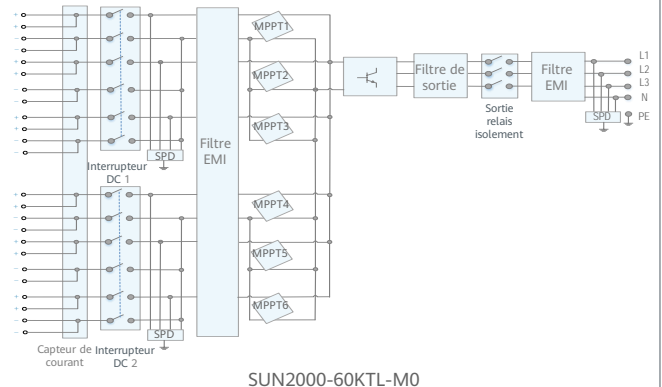 MPPT1
MPPT2
MPPT3
MPPT4
MPPT5
MPPT6
Filtre
EMI
SPD
Interrupteur
DC 1
SPD
Capteur de
courant
Interrupteur
DC 2
Filtre de
sortie
Sortie
relais
isolement
Filtre
EMI
L1
L2
L3
N
SPD
PE
SUN2000-60KTL-M0